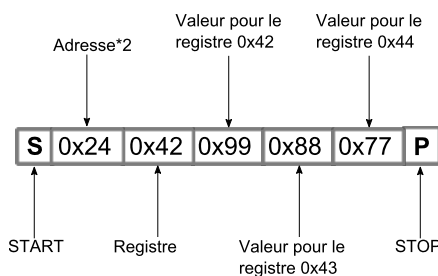 Valeur pour le
registre 0x42
Valeur pour le
registre 0x44
Adresse*2
S 0x24 0x42 0x99 0x88 0x77 P
START
Registre
Valeur pour le
registre 0x43
STOP